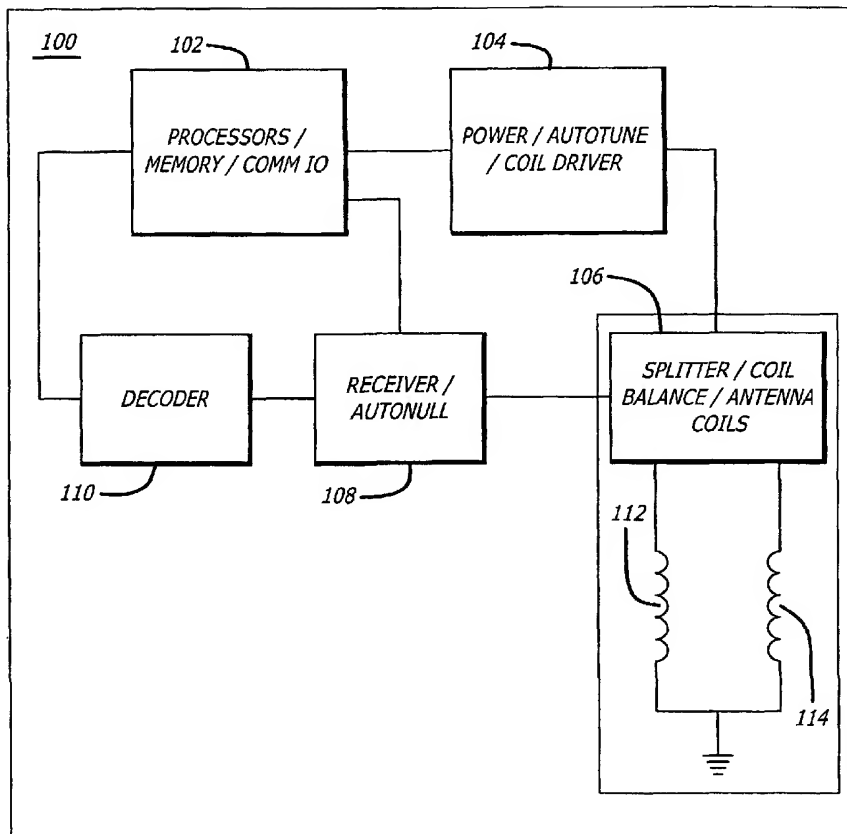 100
102
104
PROCESSORS /
MEMORY / COMM IO
POWER / AUTOTUNE
/ COIL DRIVER
106
DECODER
RECEIVER /
AUTONULL
SPLITTER / COIL
BALANCE / ANTENNA
COILS
110
108
112
114